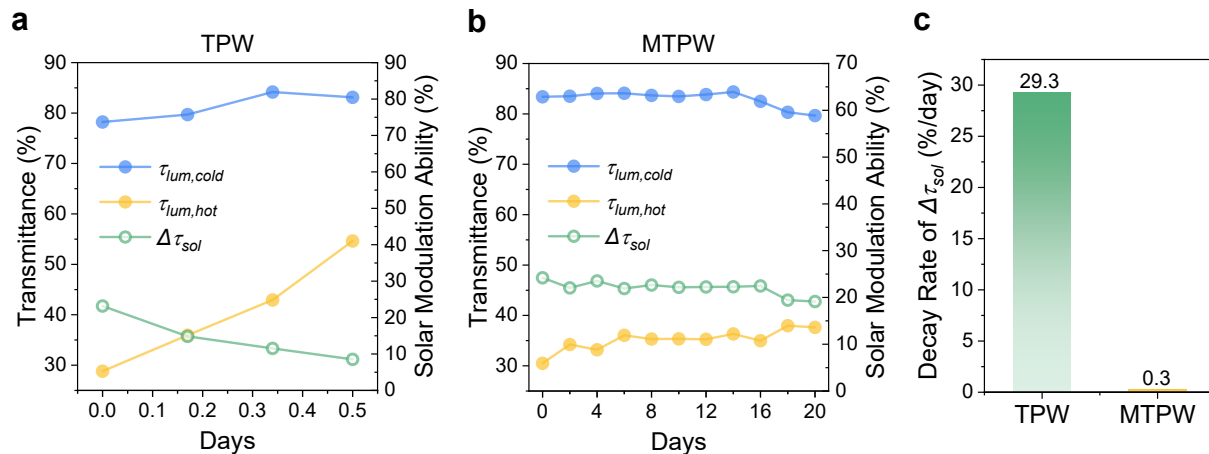 a
TPW
Transmittance (%)
90
80
70
60
50
40
30
τlum,cold
τlum,hot
Δτsol
90
80
70
60
50
40
30
20
10
0
Solar Modulation Ability (%)
0.0 0.1 0.2 0.3 0.4 0.5
Days
b
MTPW
Transmittance (%)
90
80
70
60
50
40
30
τlum,cold
τlum,hot
Δτsol
70
60
50
40
30
20
10
0
Solar Modulation Ability (%)
0 4 8 12 16 20
Days
c
Decay Rate of Δτsol (%/day)
30
25
20
15
10
5
0
29.3
0.3
TPW MTPW